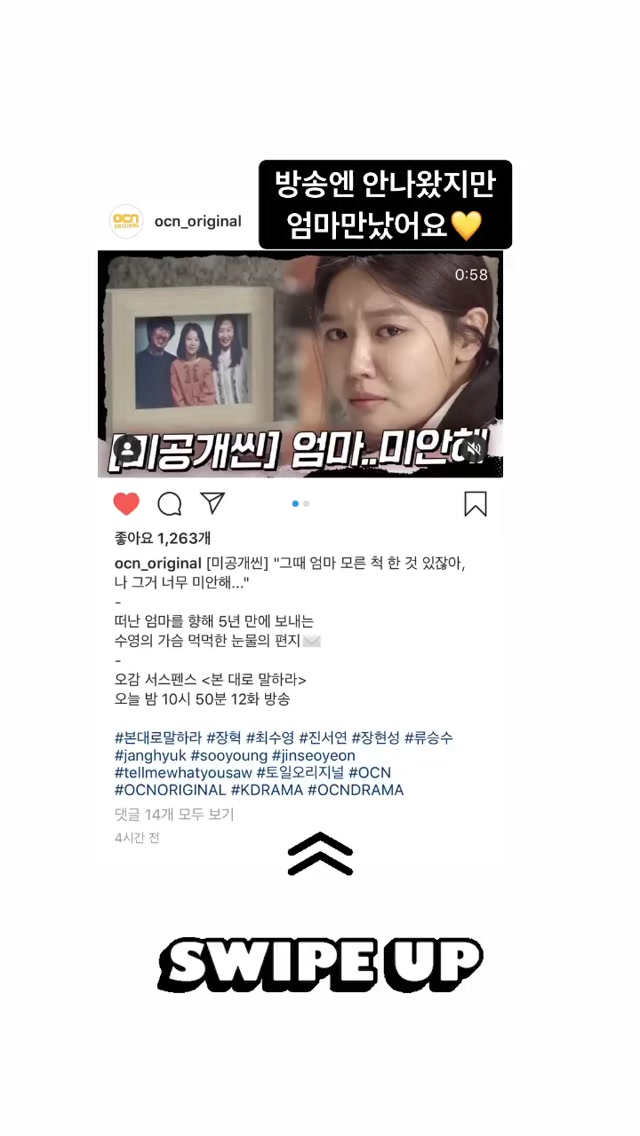 방송엔 안나왔지만
엄마만났어요💛
OCN
ORIGINAL
ocn_original
0:58
[미공개씬] 엄마..미안해
좋아요 1,263개
ocn_original [미공개씬] "그때 엄마 모른 척 한 것 있잖아,
나 그거 너무 미안해..."
-
떠난 엄마를 향해 5년 만에 보내는
수영의 가슴 먹먹한 눈물의 편지✉️
-
오감 서스펜스 <본 대로 말하라>
오늘 밤 10시 50분 12화 방송
#본대로말하라 #장혁 #최수영 #진서연 #장현성 #류승수
#janghyuk #sooyoung #jinseoyeon
#tellmewhatyousaw #토일오리지널 #OCN
#OCNORIGINAL #KDRAMA #OCNDRAMA
댓글 14개 모두 보기
4시간 전
SWIPE UP